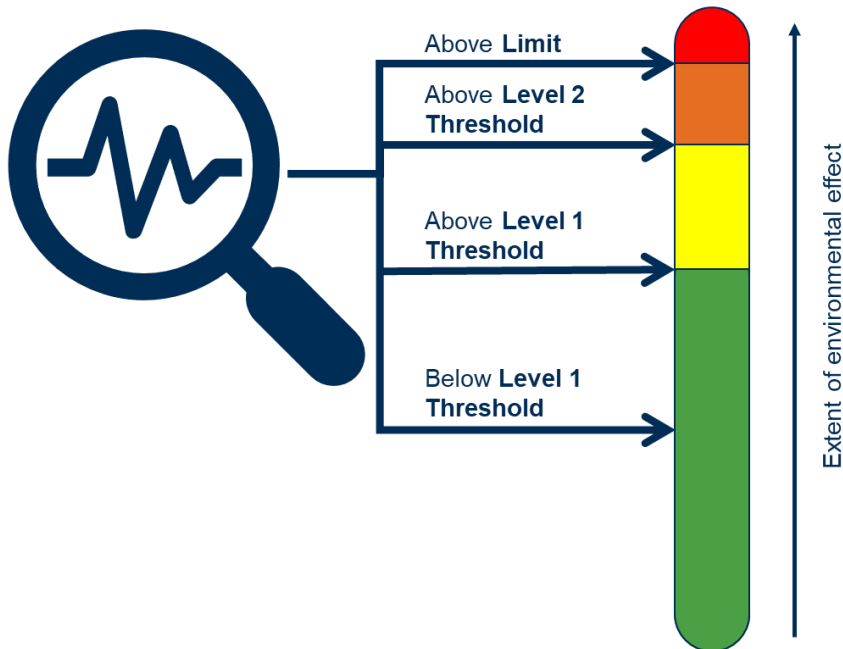 Above Limit
Above Level 2
Threshold
Above Level 1
Threshold
Below Level 1
Threshold
Extent of environmental effect